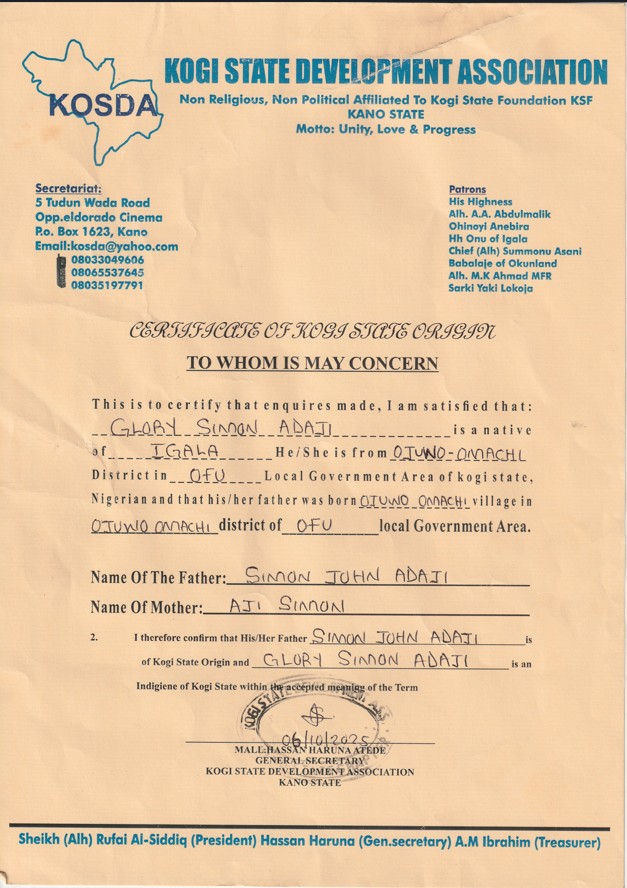 KOSDA
KOGI STATE DEVELOPMENT ASSOCIATION
Non Religious, Non Political Affiliated To Kogi State Foundation KSF
KANO STATE
Motto: Unity, Love & Progress
Secretariat:
5 Tudun Wada Road
Opp.eldorado Cinema
P.o. Box 1623, Kano
Email:kosda@yahoo.com
08033049606
08065537645
08035197791
Patrons
His Highness
Alh. A.A. Abdulmalik
Ohinoyi Anebira
Hh Onu of Igala
Chief (Alh) Summonu Asani
Babalaje of Okunland
Alh. M.K Ahmad MFR
Sarki Yaki Lokoja
CERTIFICATE OF KOGI STATE ORIGIN
TO WHOM IS MAY CONCERN
This is to certify that enquires made, I am satisfied that:
GLORY SIMON ADAJI is a native
of IGALA He/She is from OJUWO-OMACHI
District in OFU Local Government Area of kogi state,
Nigerian and that his/her father was born OJUWO OMACHI village in
OJUWO OMACHI district of OFU local Government Area.
Name Of The Father: SIMON JOHN ADAJI
Name Of Mother: AJI SIMON
2. I therefore confirm that His/Her Father SIMON JOHN ADAJI is
of Kogi State Origin and GLORY SIMON ADAJI is an
Indigiene of Kogi State within the accepted meaning of the Term
KOGI STATE DEVELOPMENT ASS
06/10/2025
MALL:HASSAN HARUNA ATEDE
GENERAL SECRETARY
KOGI STATE DEVELOPMENT ASSOCIATION
KANO STATE
Sheikh (Alh) Rufai Al-Siddiq (President) Hassan Haruna (Gen.secretary) A.M Ibrahim (Treasurer)